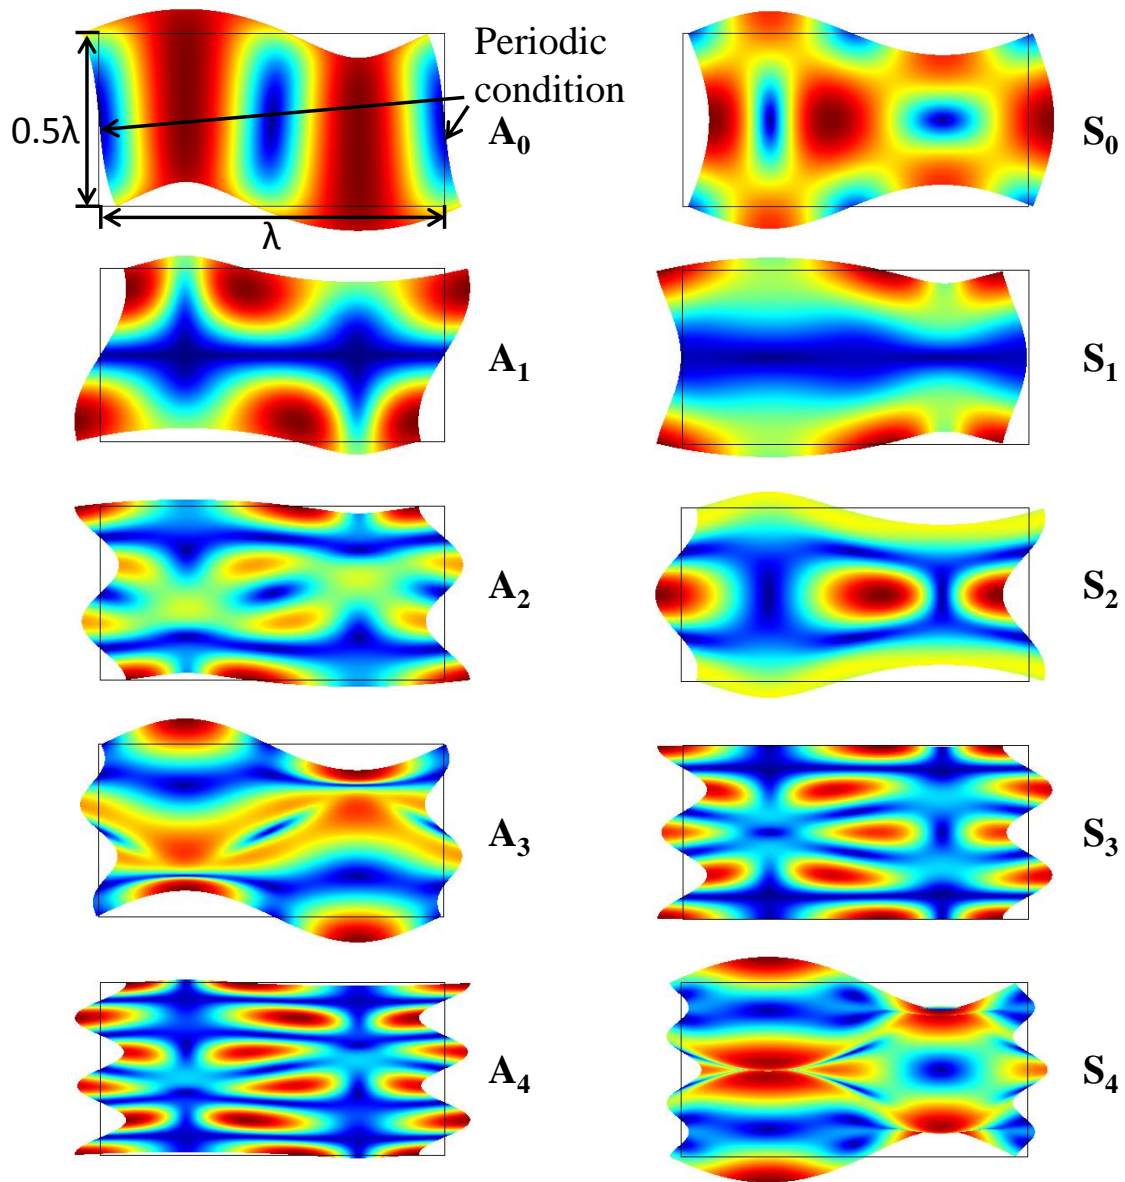 Periodic
condition
0.5λ
λ
A0
S0
A1
S1
A2
S2
A3
S3
A4
S4